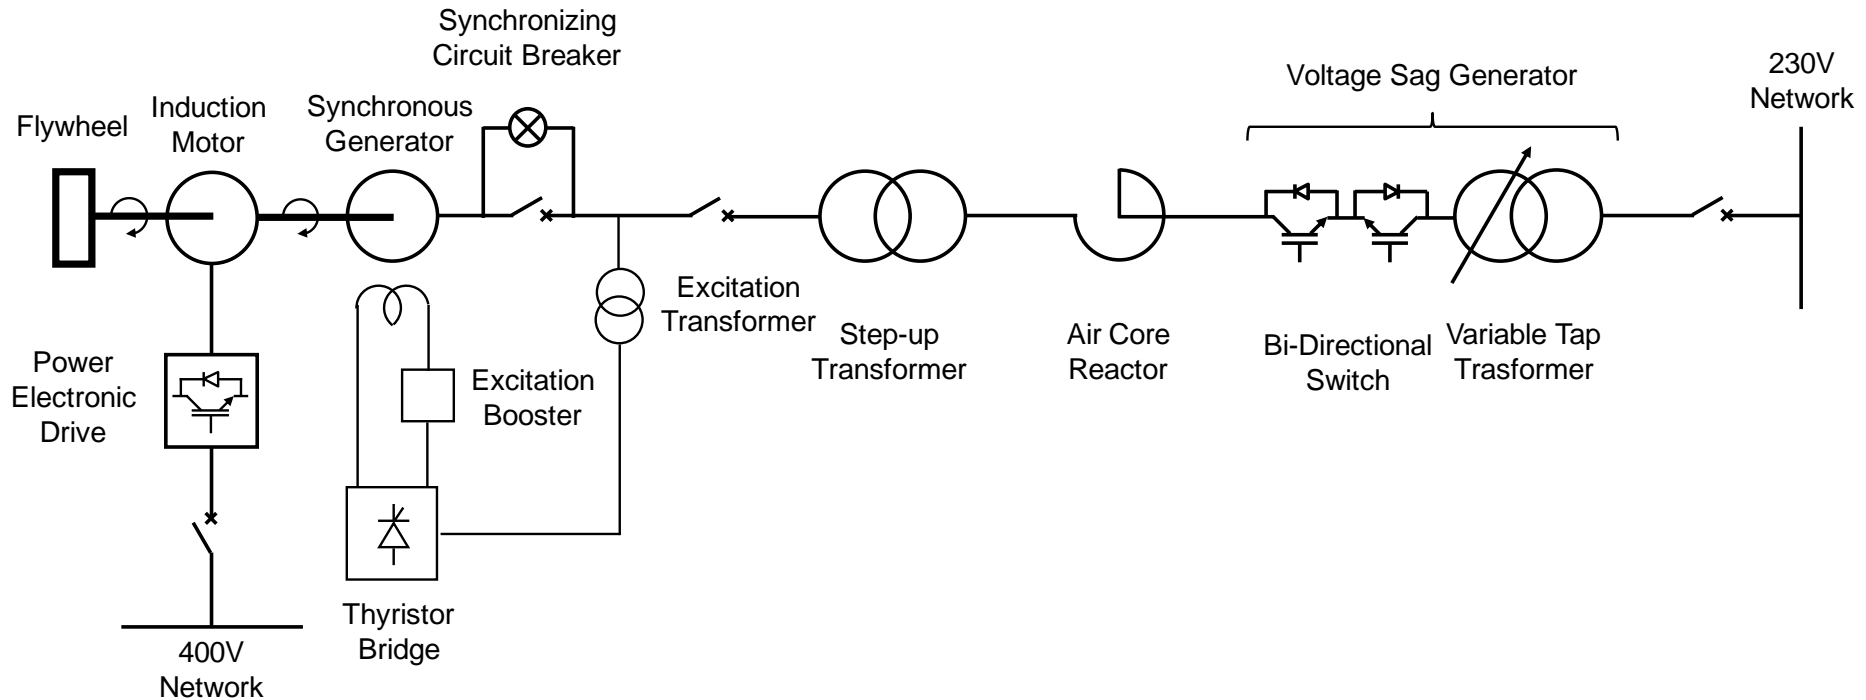 Synchronizing
Circuit Breaker
Voltage Sag Generator
230V
Network
Flywheel
Induction
Motor
Synchronous
Generator
Excitation
Transformer
Step-up
Transformer
Air Core
Reactor
Bi-Directional
Switch
Variable Tap
Trasformer
Power
Electronic
Drive
Excitation
Booster
Thyristor
Bridge
400V
Network